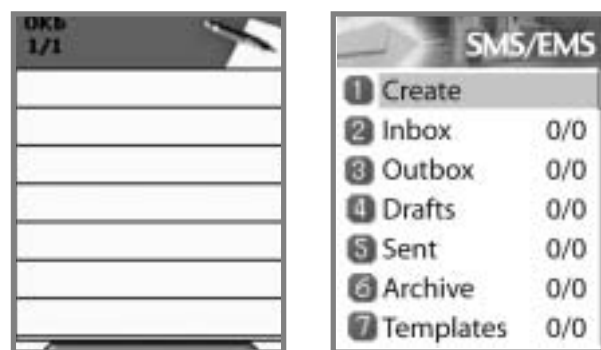 0Kb
1/1
SMS/EMS
1 Create
2 Inbox 0/0
3 Outbox 0/0
4 Drafts 0/0
5 Sent 0/0
6 Archive 0/0
7 Templates 0/0